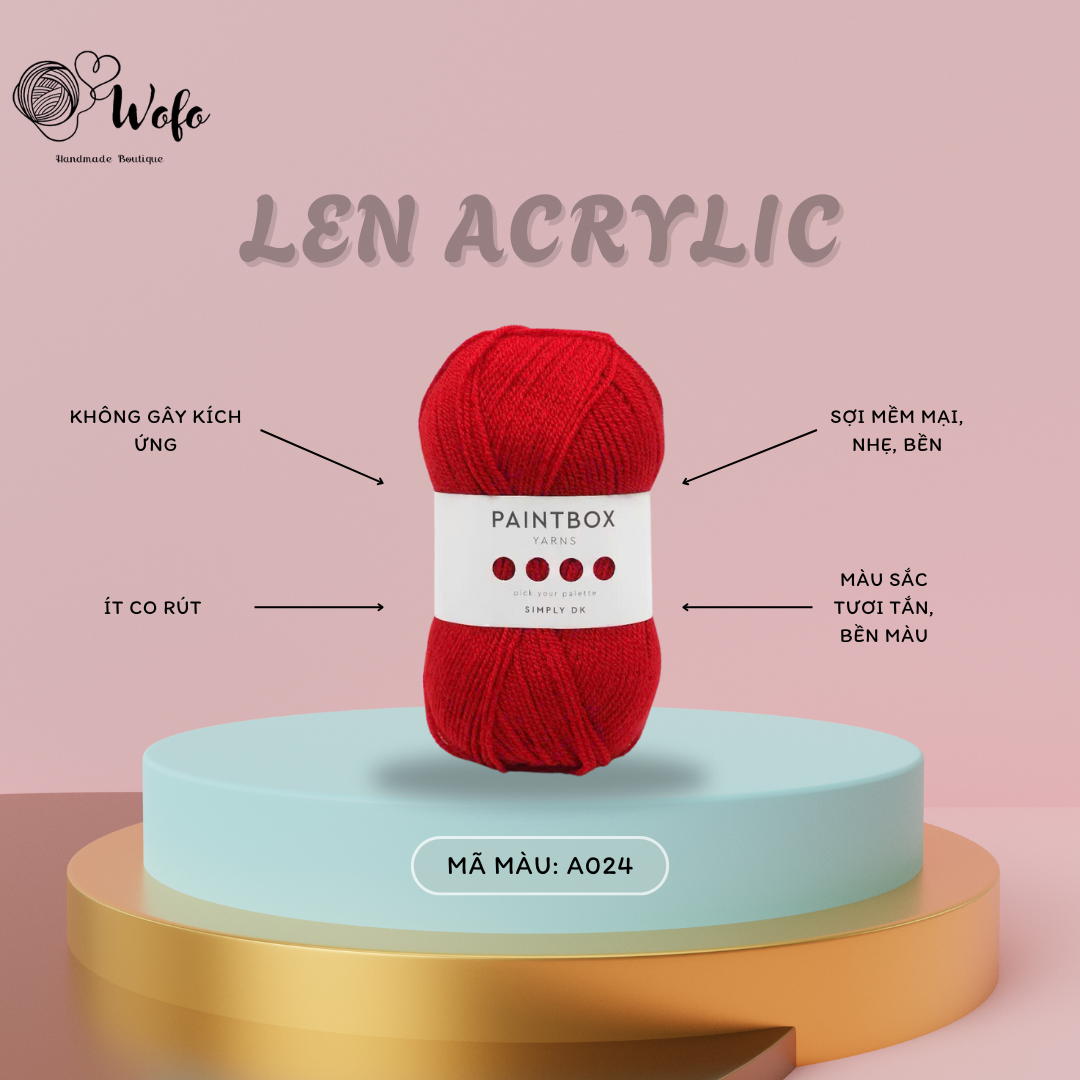 Wofo
Handmade Boutique
LEN ACRYLIC
KHÔNG GÂY KÍCH
ỨNG
SỢI MỀM MẠI,
NHẸ, BỀN
PAINTBOX
YARNS
pick your palette
SIMPLY DK
ÍT CO RÚT
MÀU SẮC
TƯƠI TẮN,
BỀN MÀU
MÃ MÀU: A024